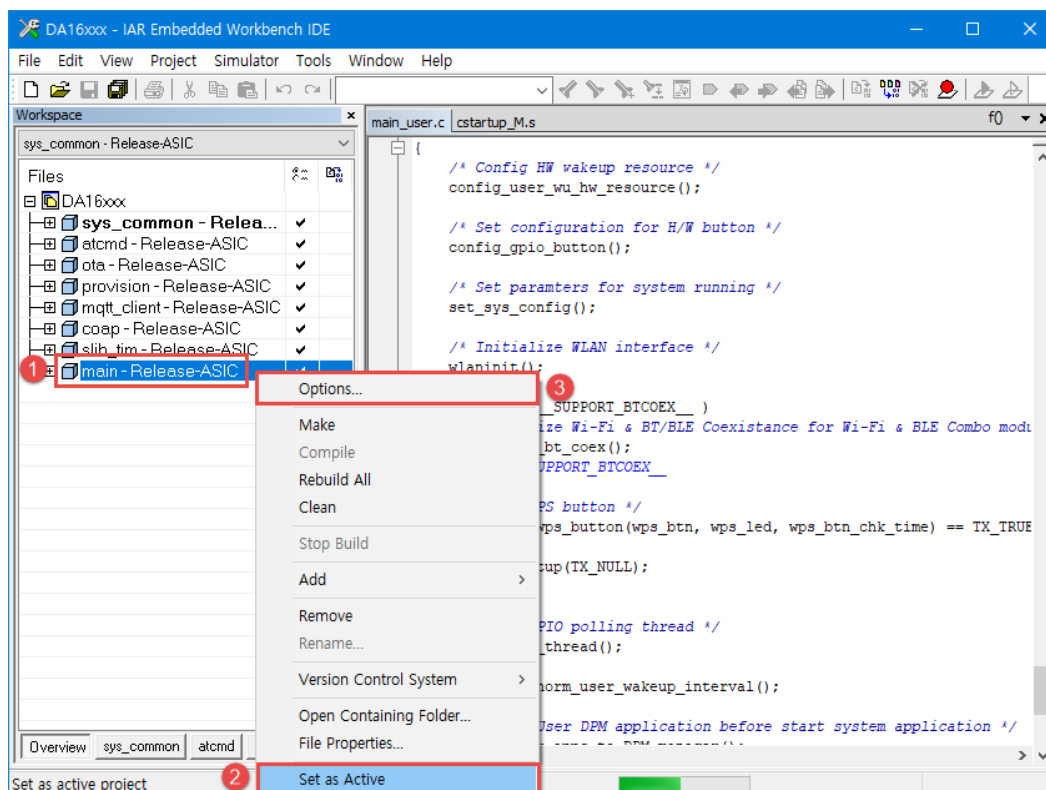 DA16xxx - IAR Embedded Workbench IDE
File Edit View Project Simulator Tools Window Help
Workspace
sys_common - Release-ASIC
Files
DA16xxx
sys_common - Relea...
atcmd - Release-ASIC
ota - Release-ASIC
provision - Release-ASIC
mqtt_client - Release-ASIC
coap - Release-ASIC
slib_tim - Release-ASIC
1
main - Release-ASIC
Overview sys_common atcmd
Set as active project
main_user.c cstartup_M.s
f()
{
/* Config HW wakeup resource */
config_user_wu_hw_resource();
/* Set configuration for H/W button */
config_gpio_button();
/* Set paramters for system running */
set_sys_config();
/* Initialize WLAN interface */
wlaninit();
__SUPPORT_BTCOEX__ )
ize Wi-Fi & BT/BLE Coexistance for Wi-Fi & BLE Combo modu
bt_coex();
UPPORT_BTCOEX__
PS button */
wps_button(wps_btn, wps_led, wps_btn_chk_time) == TX_TRUE
tup(TX_NULL);
PIO polling thread */
_thread();
norm_user_wakeup_interval();
User DPM application before start system application */
Options...
3
Make
Compile
Rebuild All
Clean
Stop Build
Add
Remove
Rename...
Version Control System
Open Containing Folder...
File Properties...
2
Set as Active